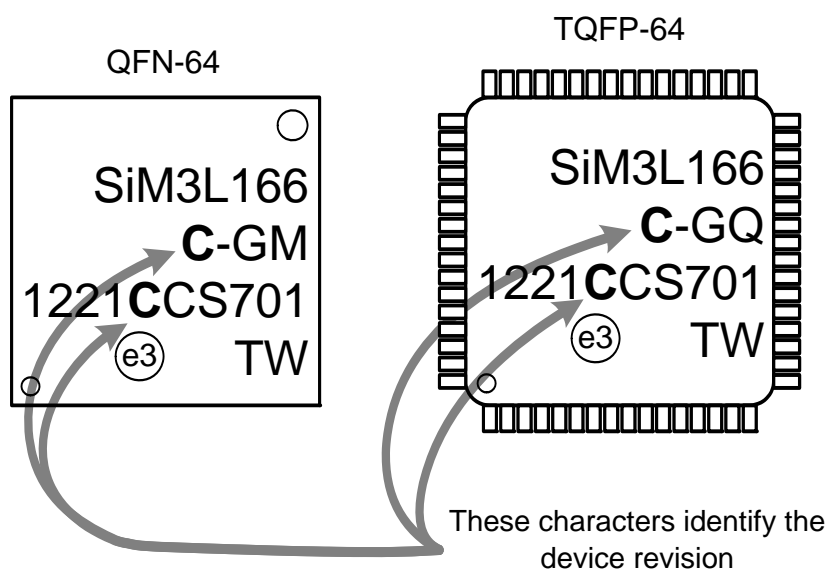 QFN-64
SiM3L166
C-GM
1221CCS701
e3 TW
TQFP-64
SiM3L166
C-GQ
1221CCS701
e3 TW
These characters identify the
device revision